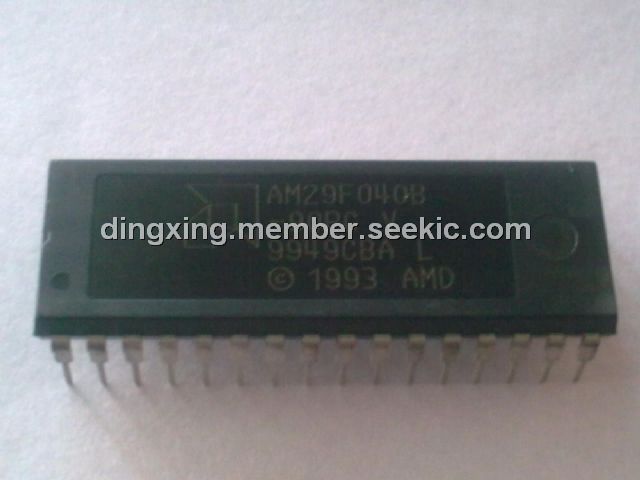 AM29F040B
dingxing.member.seekic.com
9949CBA L
© 1993 AMD